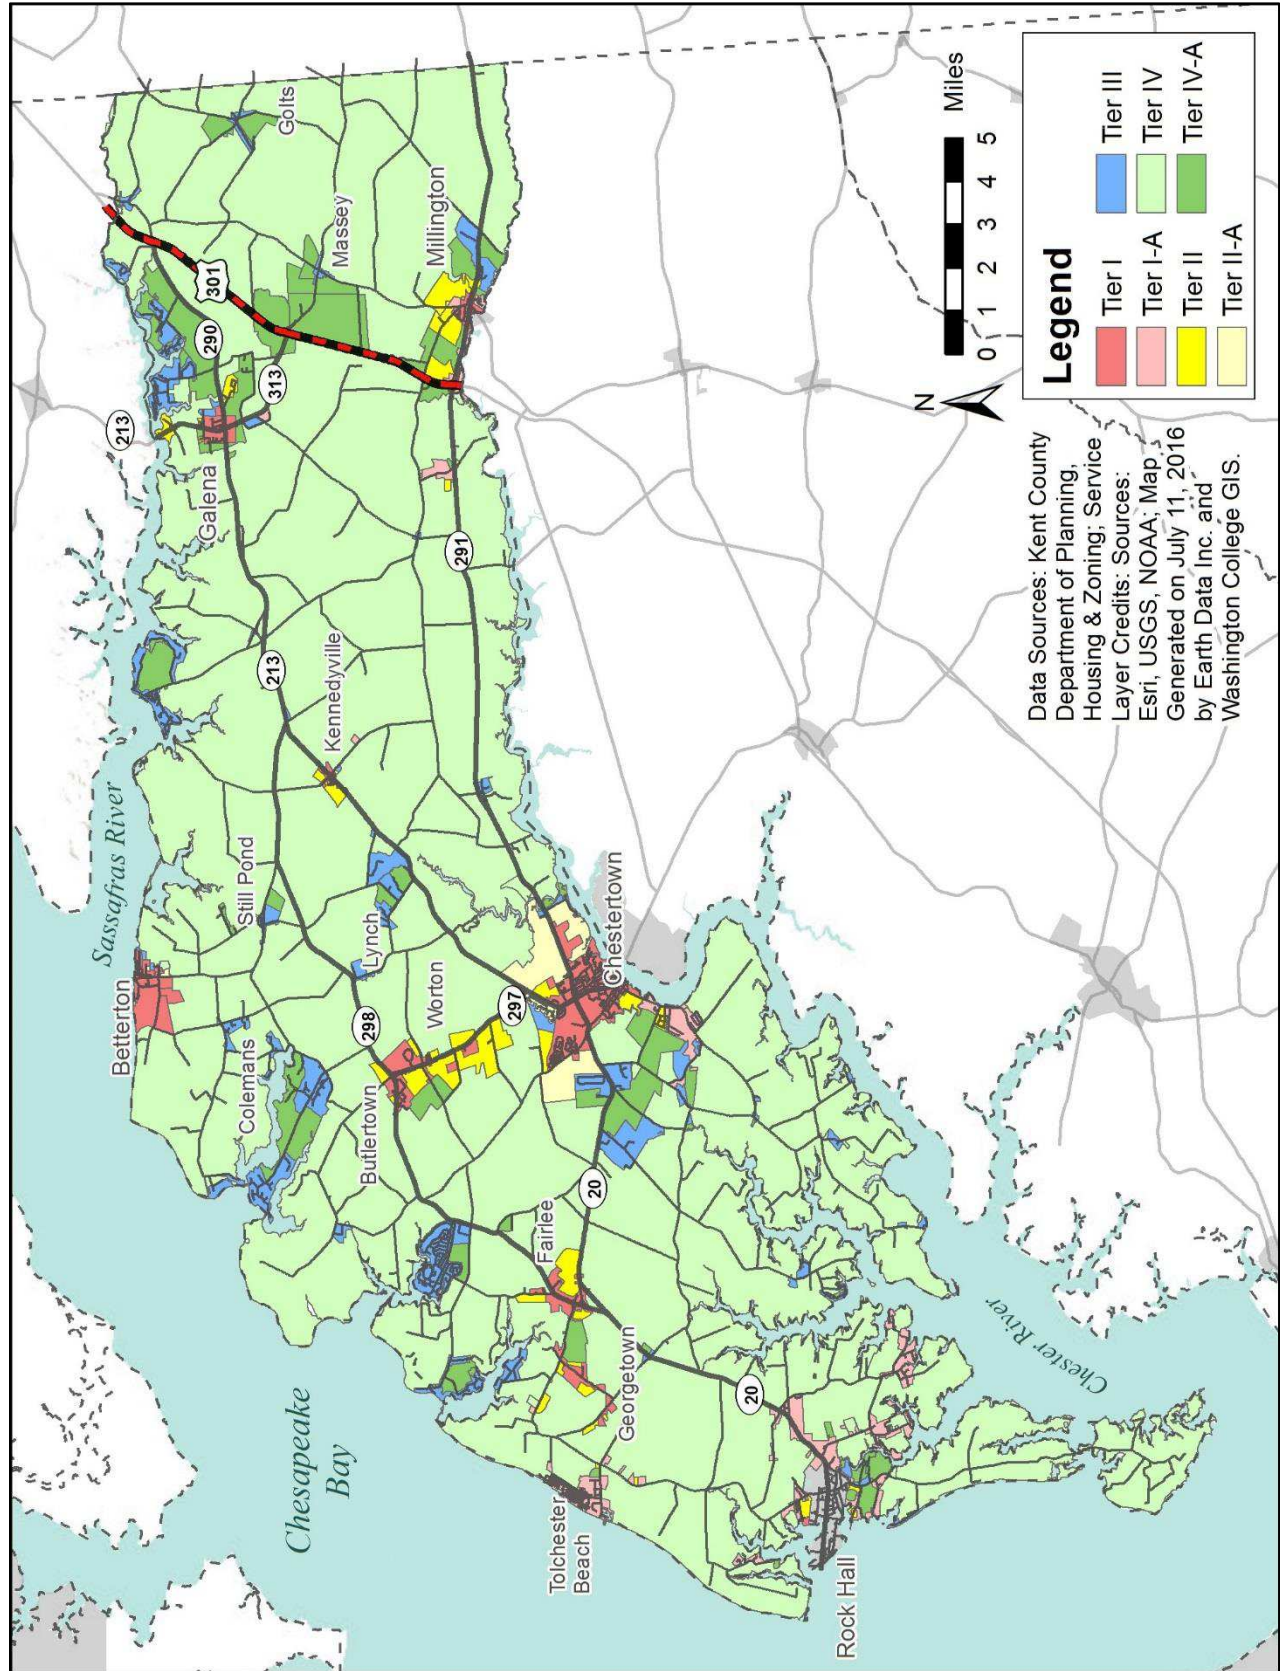 Sassafras River
Chesapeake
Bay
Chester River
Betterton
Still Pond
Colemans
Lynch
Butlertown
Worton
Kennedyville
Galena
Golts
Massey
Millington
Chestertown
Fairlee
Georgetown
Tolchester
Beach
Rock Hall
213
290
301
313
213
291
298
297
20
20
N
0 1 2 3 4 5 Miles
Data Sources: Kent County
Department of Planning,
Housing & Zoning; Service
Layer Credits: Sources:
Esri, USGS, NOAA; Map
Generated on July 11, 2016
by Earth Data Inc. and
Washington College GIS.
Legend
Tier I
Tier I-A
Tier II
Tier II-A
Tier III
Tier IV
Tier IV-A